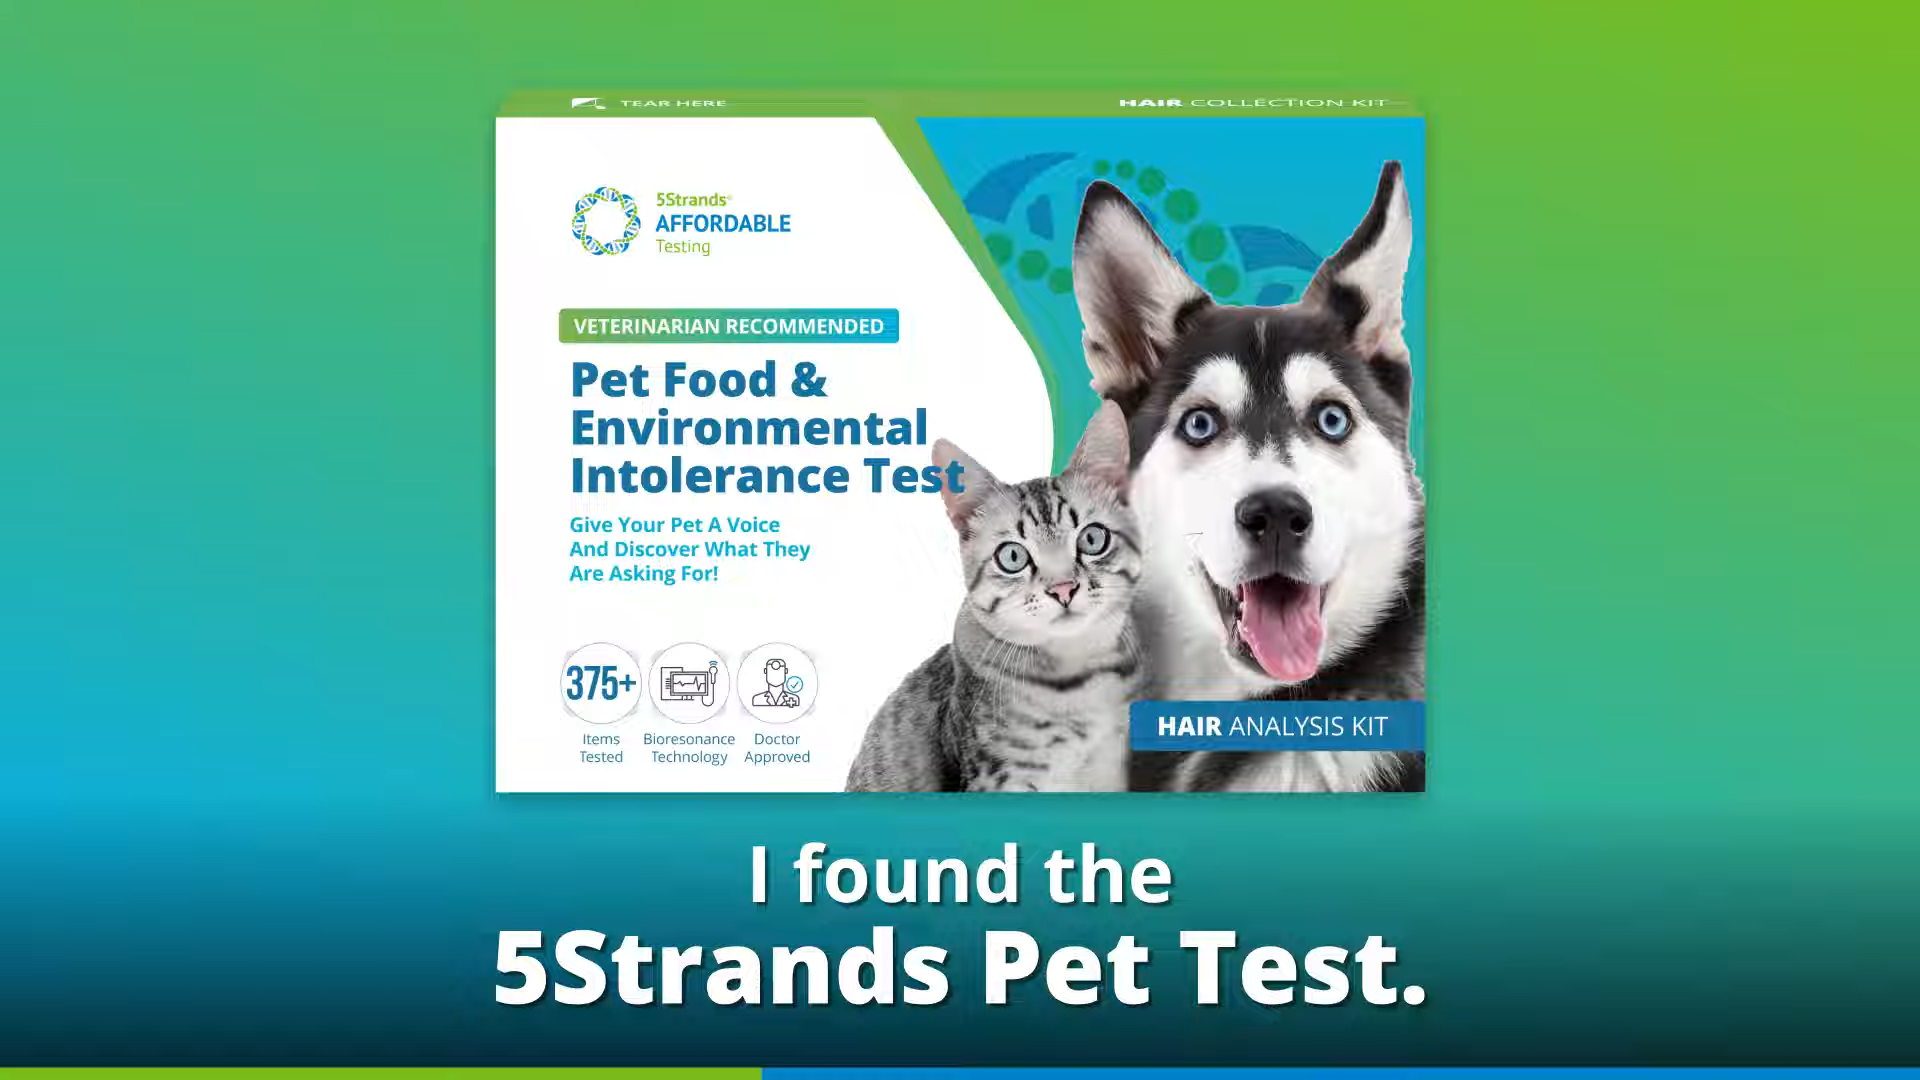 TEAR HERE
HAIR COLLECTION KIT
5Strands®
AFFORDABLE
Testing
VETERINARIAN RECOMMENDED
Pet Food &
Environmental
Intolerance Test
Give Your Pet A Voice
And Discover What They
Are Asking For!
375+
Items
Tested
Bioresonance
Technology
Doctor
Approved
HAIR ANALYSIS KIT
I found the
5Strands Pet Test.